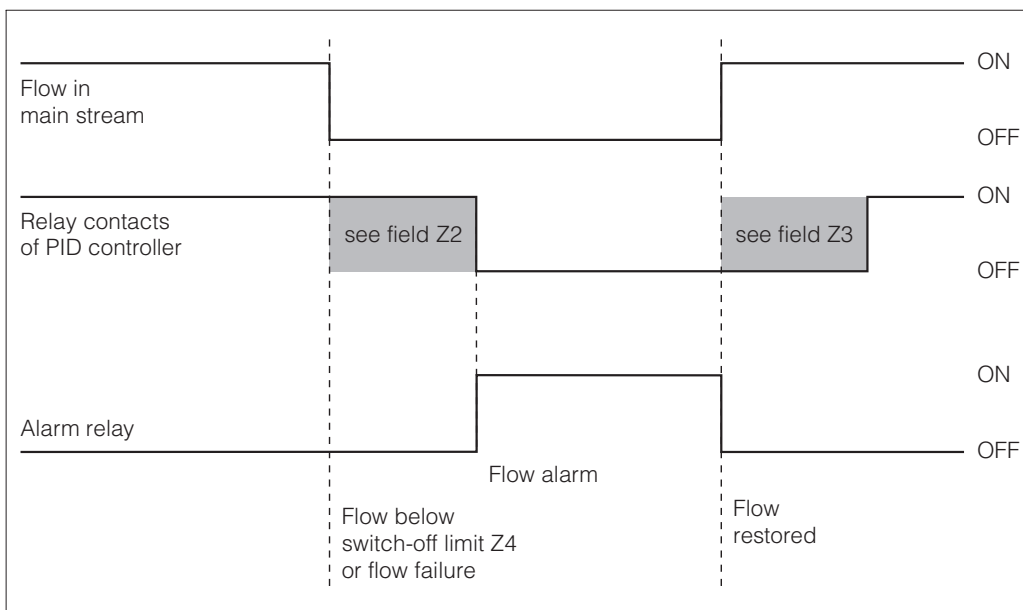 ON
Flow in
main stream
OFF
ON
Relay contacts
of PID controller
see field Z2
see field Z3
OFF
ON
Alarm relay
OFF
Flow alarm
Flow below
switch-off limit Z4
or flow failure
Flow
restored